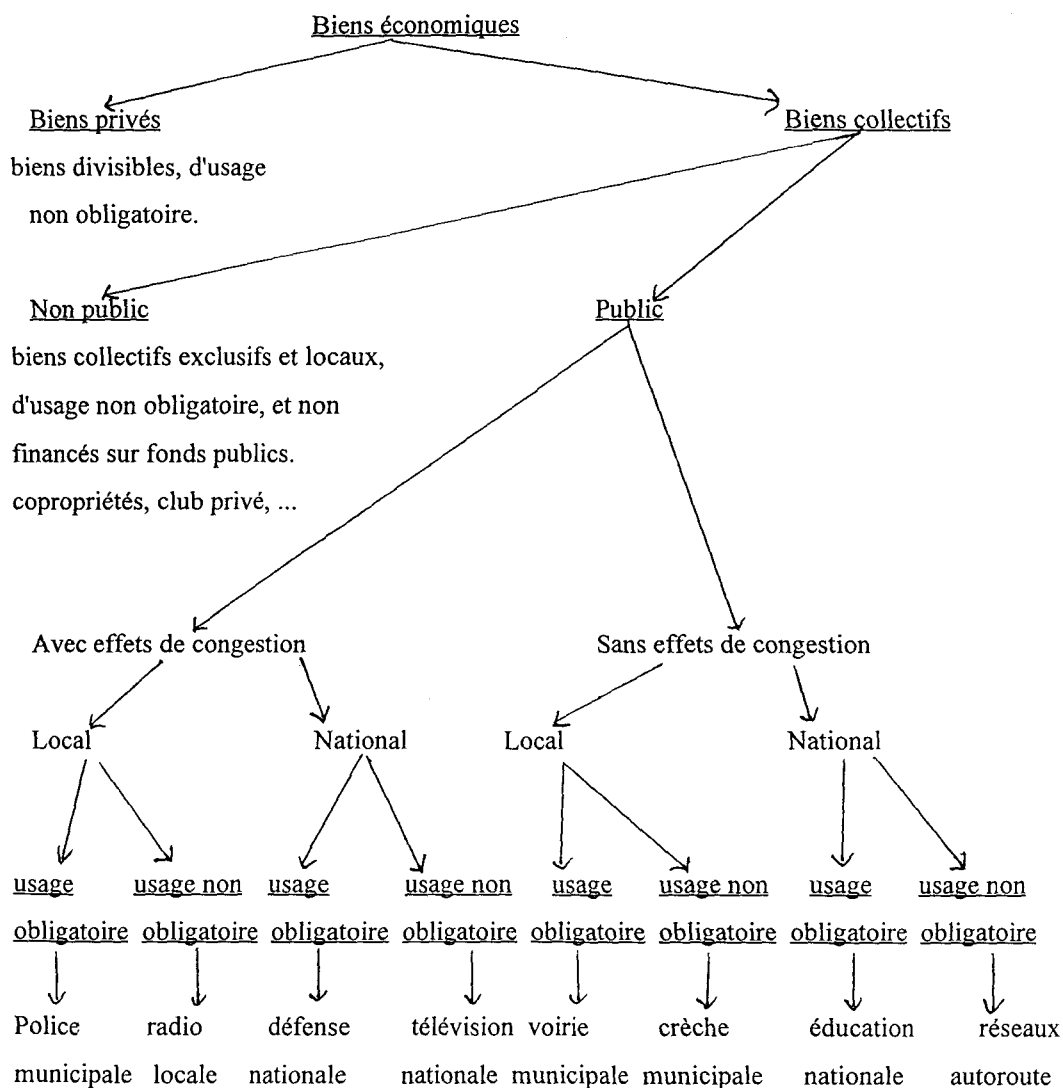 Biens économiques
Biens privés Biens collectifs
biens divisibles, d'usage
non obligatoire.
Non public Public
biens collectifs exclusifs et locaux,
d'usage non obligatoire, et non
financés sur fonds publics.
copropriétés, club privé, ...
Avec effets de congestion Sans effets de congestion
Local National Local National
usage usage non usage usage non usage usage non usage usage non
obligatoire obligatoire obligatoire obligatoire obligatoire obligatoire obligatoire obligatoire
Police radio défense télévision voirie crèche éducation réseaux
municipale locale nationale nationale municipale municipale nationale autoroute